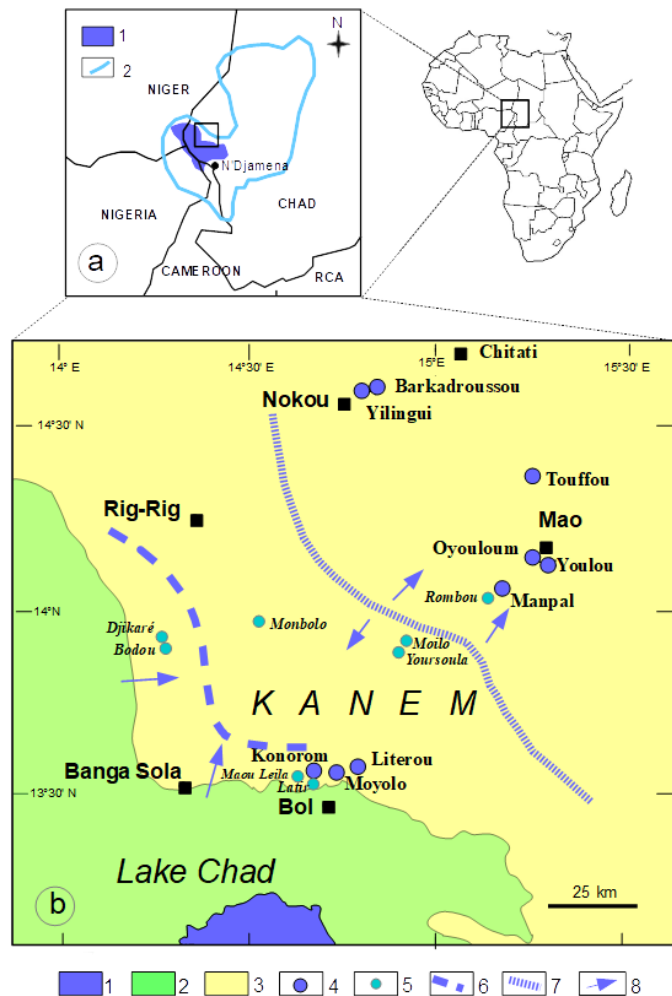 1
2
N
NIGER
N'Djamena
NIGERIA
CHAD
CAMEROON
RCA
a
14° E
14°30' E
15°E
15°30' E
Chitati
Barkadroussou
Nokou
Yilingui
14°30' N
Touffou
Rig-Rig
Mao
Oyouloum
Youlou
Rombou
Manpal
14°N
Djikaré
Monbolo
Bodou
Moilo
Yoursoula
K A N E M
Konorom
Literou
Banga Sola
Maou Leila
Moyolo
Latir
13°30' N
Bol
Lake Chad
25 km
b
1 2 3 4 5 6 7 8